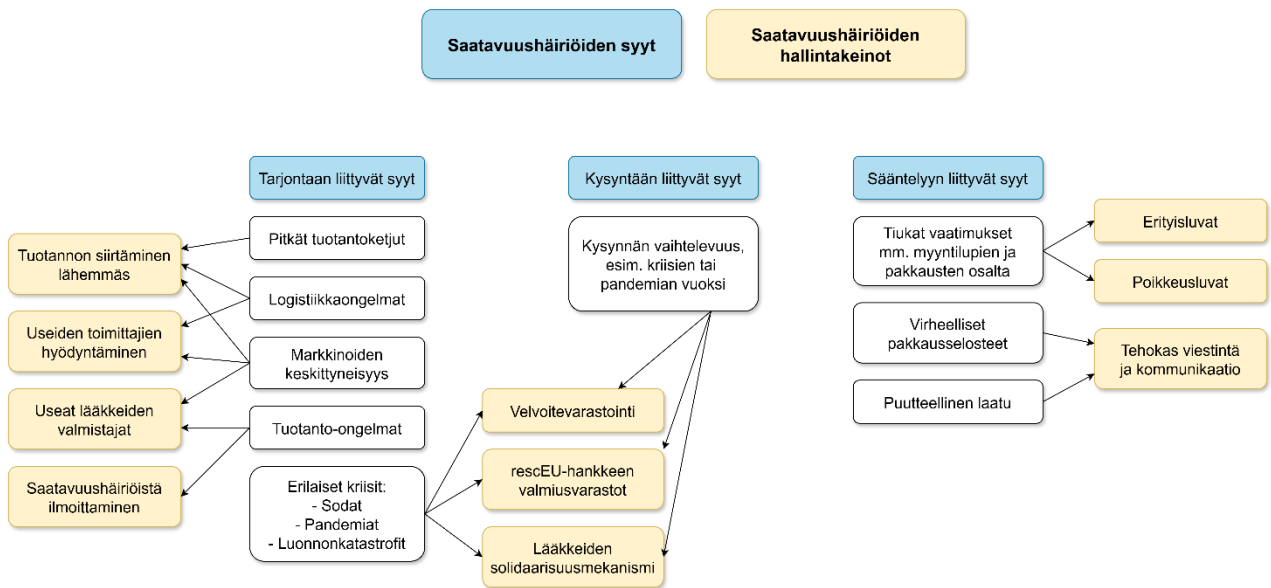 Saatavuushäiriöiden syyt
Saatavuushäiriöiden
hallintakeinot
Tarjontaan liittyvät syyt
Pitkät tuotantoketjut
Logistiikkaongelmat
Markkinoiden
keskittyneisyys
Tuotanto-ongelmat
Erilaiset kriisit:
- Sodat
- Pandemiat
- Luonnonkatastrofit
Tuotannon siirtäminen
lähemmäs
Useiden toimittajien
hyödyntäminen
Useat lääkkeiden
valmistajat
Saatavuushäiriöistä
ilmoittaminen
Kysyntään liittyvät syyt
Kysynnän vaihtelevuus,
esim. kriisien tai
pandemian vuoksi
Velvoitevarastointi
rescEU-hankkeen
valmiusvarastot
Lääkkeiden
solidaarisuusmekanismi
Sääntelyyn liittyvät syyt
Tiukat vaatimukset
mm. myyntilupien ja
pakkausten osalta
Virheelliset
pakkausselosteet
Puutteellinen laatu
Erityisluvat
Poikkeusluvat
Tehokas viestintä
ja kommunikaatio